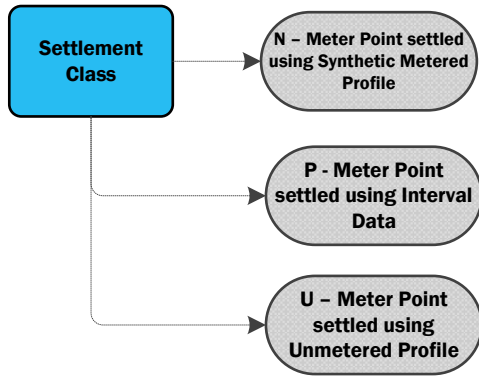 Settlement
Class
N – Meter Point settled
using Synthetic Metered
Profile
P - Meter Point
settled using Interval
Data
U – Meter Point
settled using
Unmetered Profile